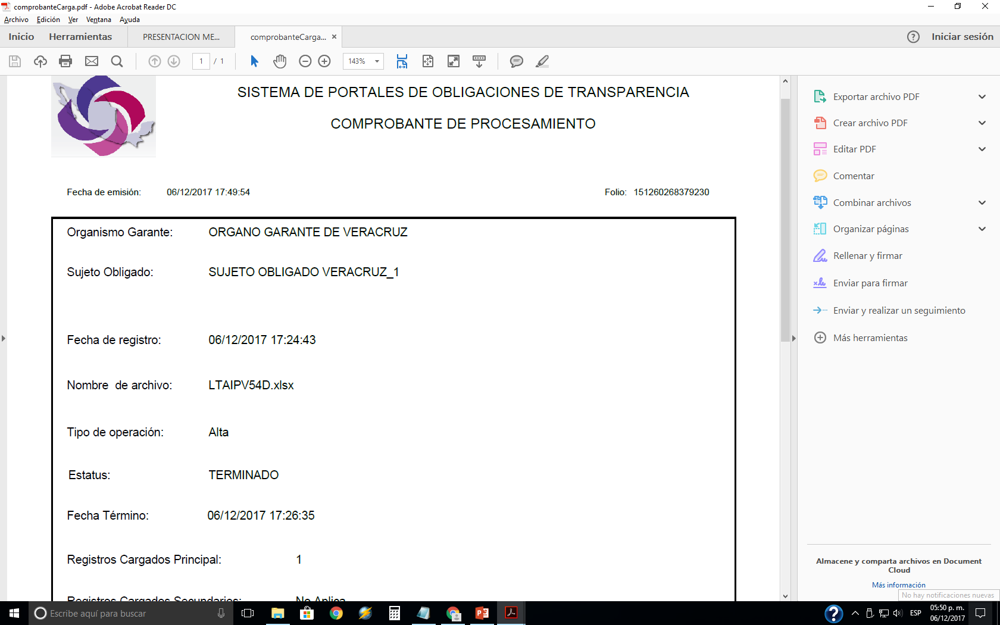 comprobanteCarga.pdf - Adobe Acrobat Reader DC
Archivo Edición Ver Ventana Ayuda
Inicio Herramientas PRESENTACION ME... comprobanteCarga... × ? Iniciar sesión
1 / 1 143%
SISTEMA DE PORTALES DE OBLIGACIONES DE TRANSPARENCIA
COMPROBANTE DE PROCESAMIENTO
Fecha de emisión: 06/12/2017 17:49:54 Folio: 151260268379230
Organismo Garante: ORGANO GARANTE DE VERACRUZ
Sujeto Obligado: SUJETO OBLIGADO VERACRUZ_1
Fecha de registro: 06/12/2017 17:24:43
Nombre de archivo: LTAIPV54D.xlsx
Tipo de operación: Alta
Estatus: TERMINADO
Fecha Término: 06/12/2017 17:26:35
Registros Cargados Principal: 1
Registros Cargados Secundarios: No Aplica
Exportar archivo PDF
Crear archivo PDF
Editar PDF
Comentar
Combinar archivos
Organizar páginas
Rellenar y firmar
Enviar para firmar
Enviar y realizar un seguimiento
Más herramientas
Almacene y comparta archivos en Document
Cloud
Más información
No hay notificaciones nuevas
Escribe aquí para buscar
ESP
05:50 p. m.
06/12/2017